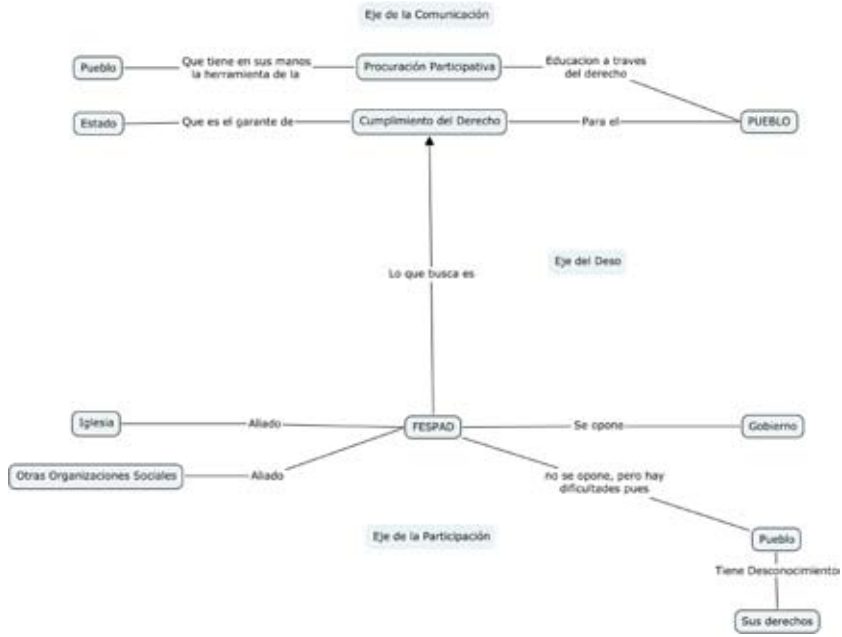 Eje de la Comunicación
Pueblo
Que tiene en sus manos
la herramienta de la
Procuración Participativa
Educacion a traves
del derecho
Estado
Que es el garante de
Cumplimiento del Derecho
Para el
PUEBLO
Lo que busca es
Eje del Deso
Iglesia
Aliado
FESPAD
Se opone
Gobierno
Otras Organizaciones Sociales
Aliado
no se opone, pero hay
dificultades pues
Eje de la Participación
Pueblo
Tiene Desconocimiento
Sus derechos